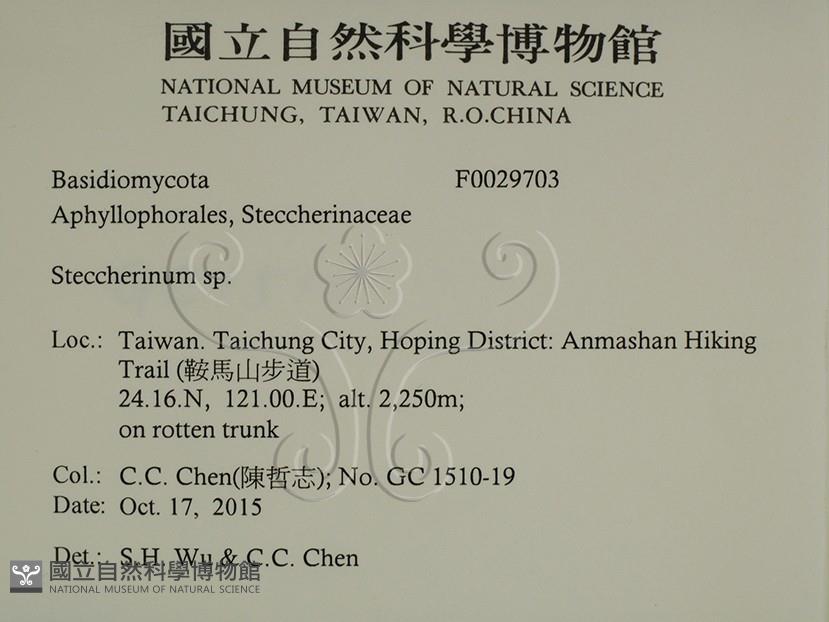 國立自然科學博物館
NATIONAL MUSEUM OF NATURAL SCIENCE
TAICHUNG, TAIWAN, R.O.CHINA
Basidiomycota F0029703
Aphyllophorales, Steccherinaceae
Steccherinum sp.
Loc.: Taiwan. Taichung City, Hoping District: Anmashan Hiking
Trail (鞍馬山步道)
24.16.N, 121.00.E; alt. 2,250m;
on rotten trunk
Col.: C.C. Chen(陳哲志); No. GC 1510-19
Date: Oct. 17, 2015
Det.: S.H. Wu & C.C. Chen
國立自然科學博物館
NATIONAL MUSEUM OF NATURAL SCIENCE